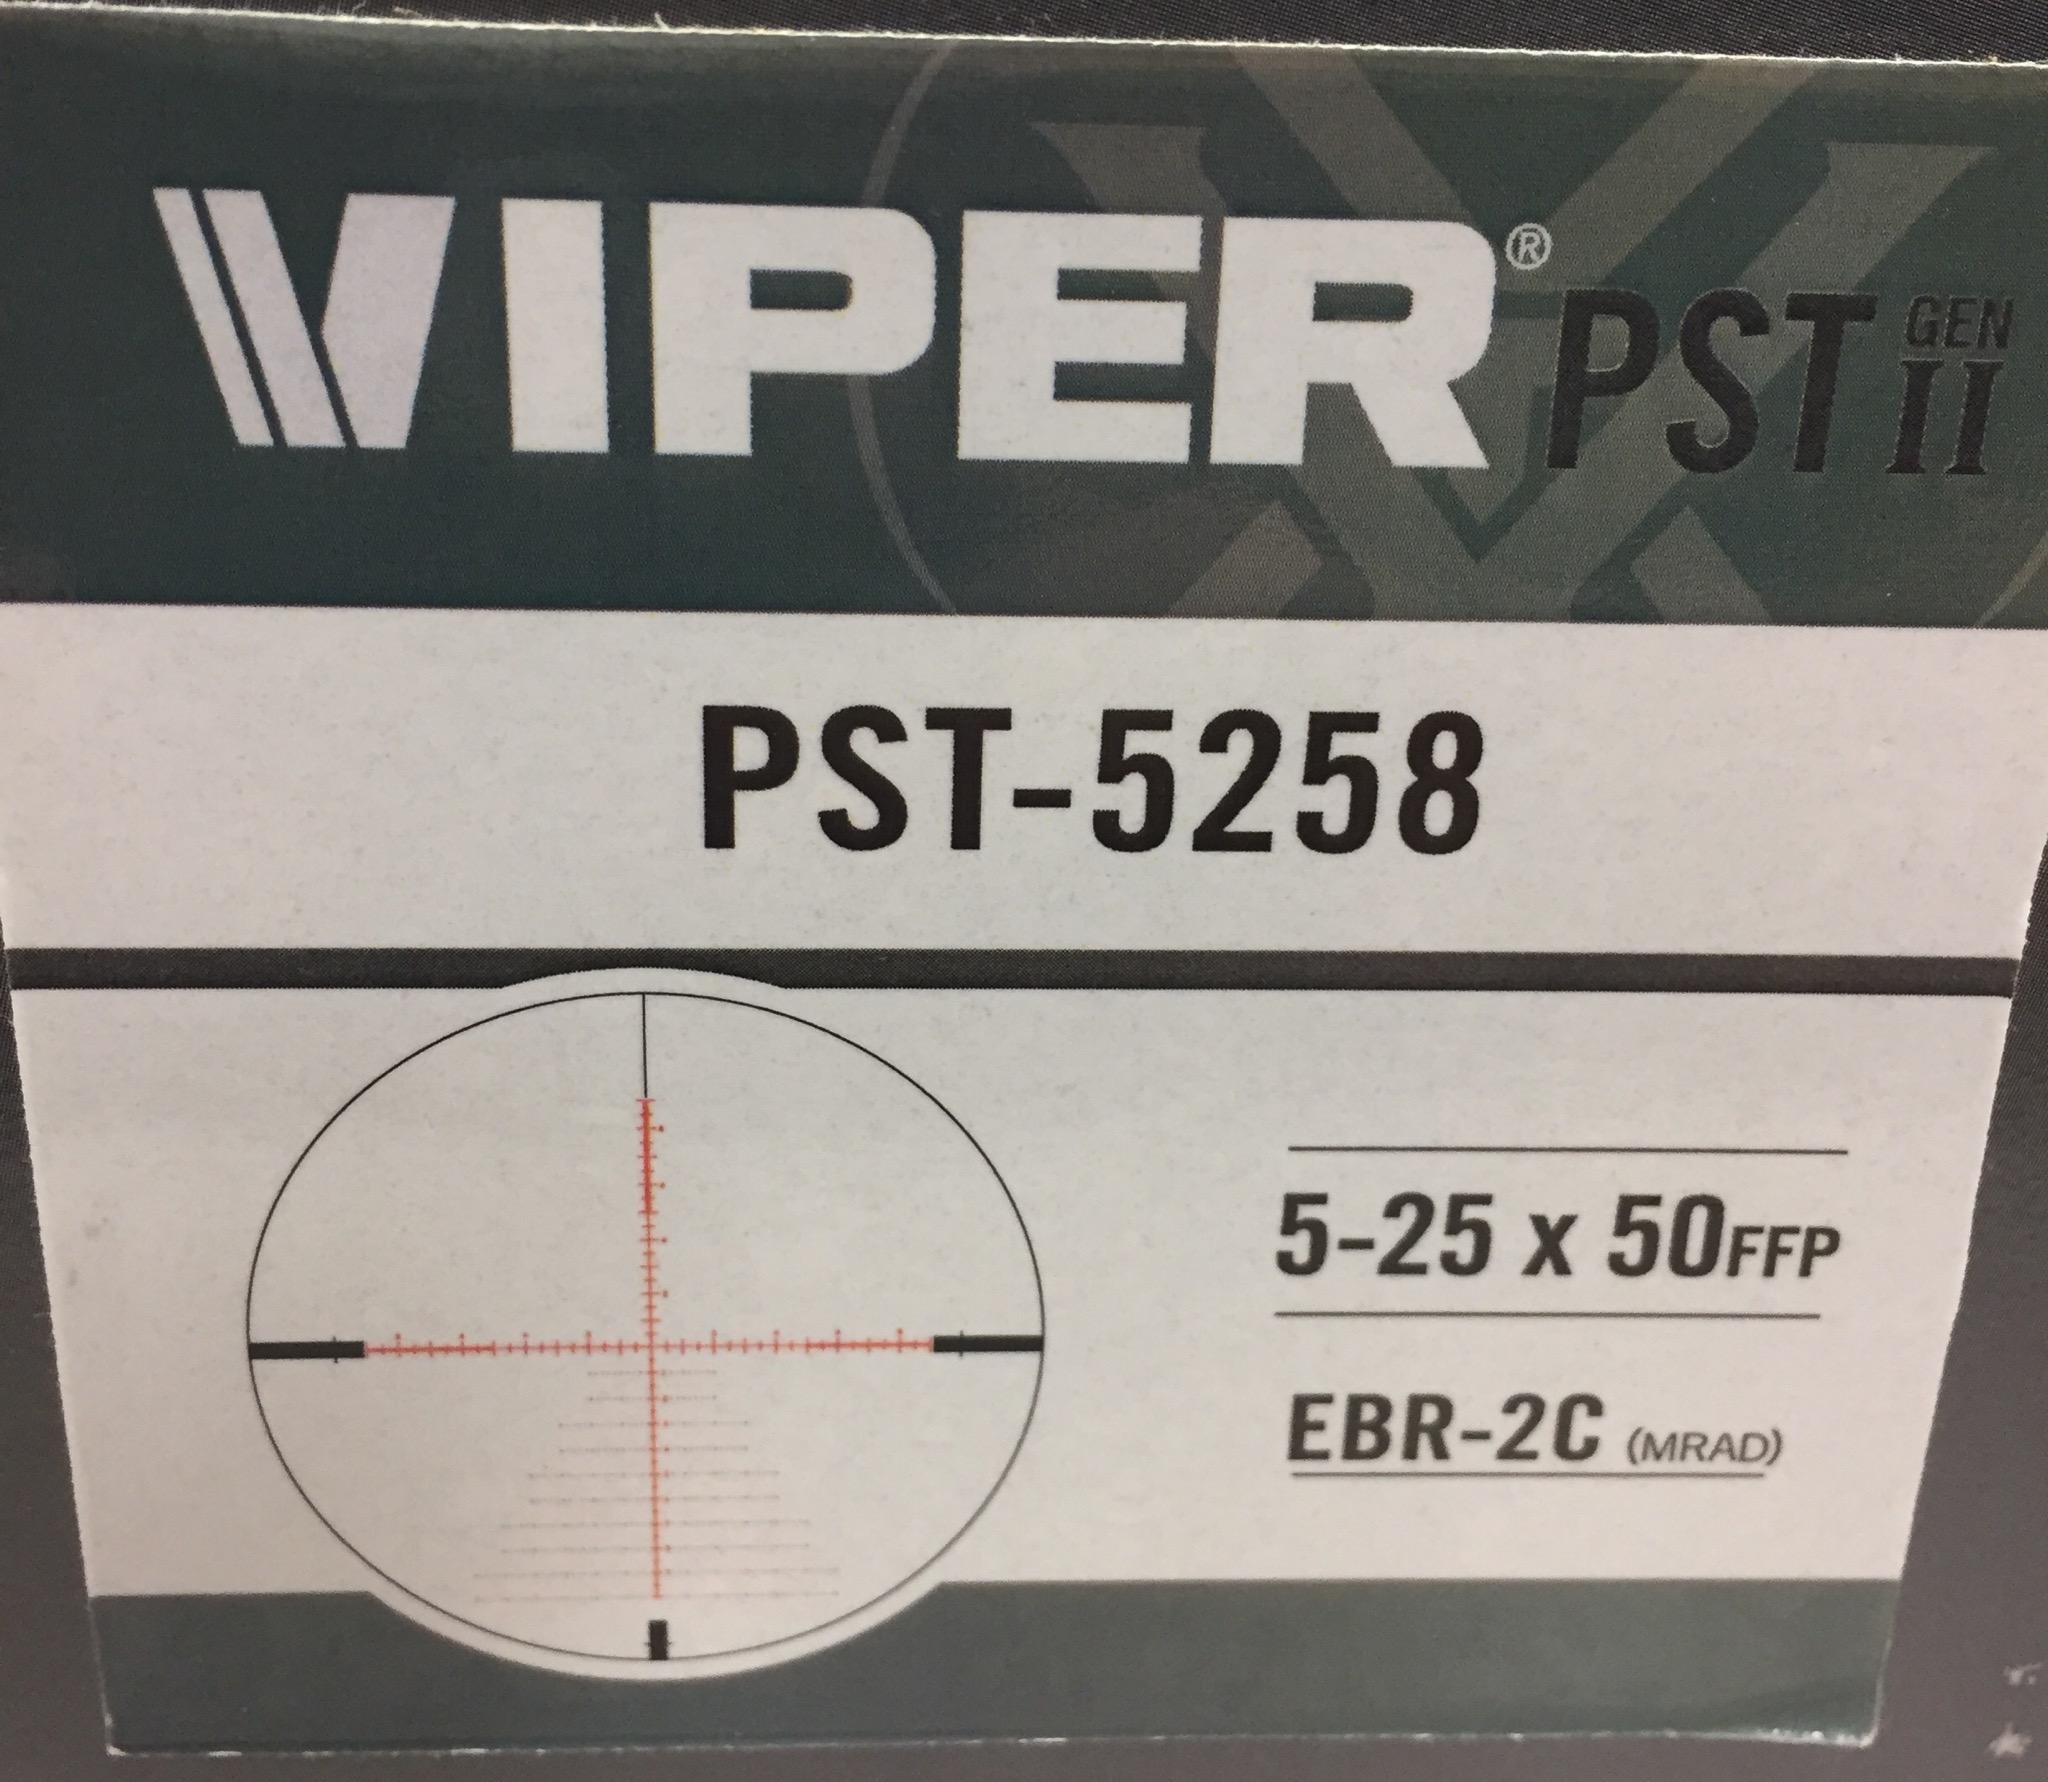 VIPER® PST GEN II
PST-5258
5-25 x 50FFP
EBR-2C (MRAD)